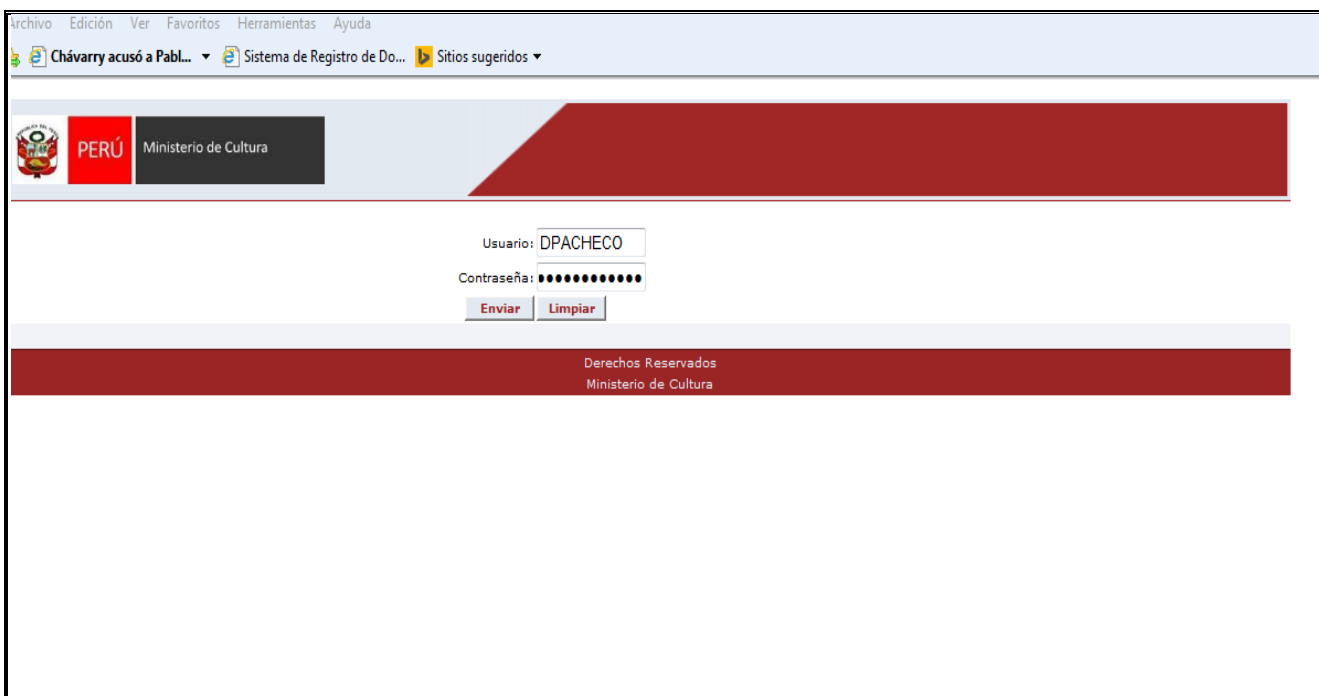 Archivo Edición Ver Favoritos Herramientas Ayuda
Chávarry acusó a Pabl... Sistema de Registro de Do... Sitios sugeridos
PERÚ Ministerio de Cultura
Usuario: DPACHECO
Contraseña: ••••••••••••
Enviar Limpiar
Derechos Reservados
Ministerio de Cultura